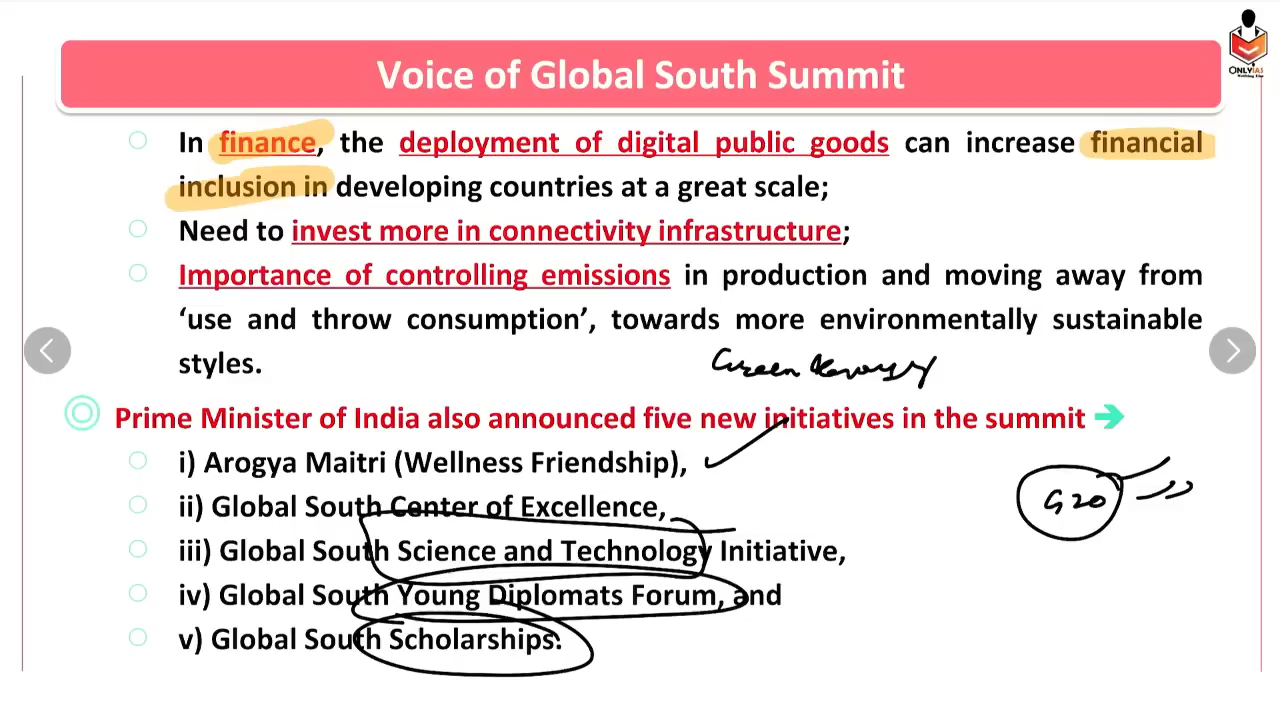 Voice of Global South Summit
ONLYIAS
Nothing Else
In finance, the deployment of digital public goods can increase financial
inclusion in developing countries at a great scale;
Need to invest more in connectivity infrastructure;
Importance of controlling emissions in production and moving away from
‘use and throw consumption’, towards more environmentally sustainable
styles.
Green
Prime Minister of India also announced five new initiatives in the summit
i) Arogya Maitri (Wellness Friendship),
ii) Global South Center of Excellence,
G20
iii) Global South Science and Technology Initiative,
iv) Global South Young Diplomats Forum, and
v) Global South Scholarships.